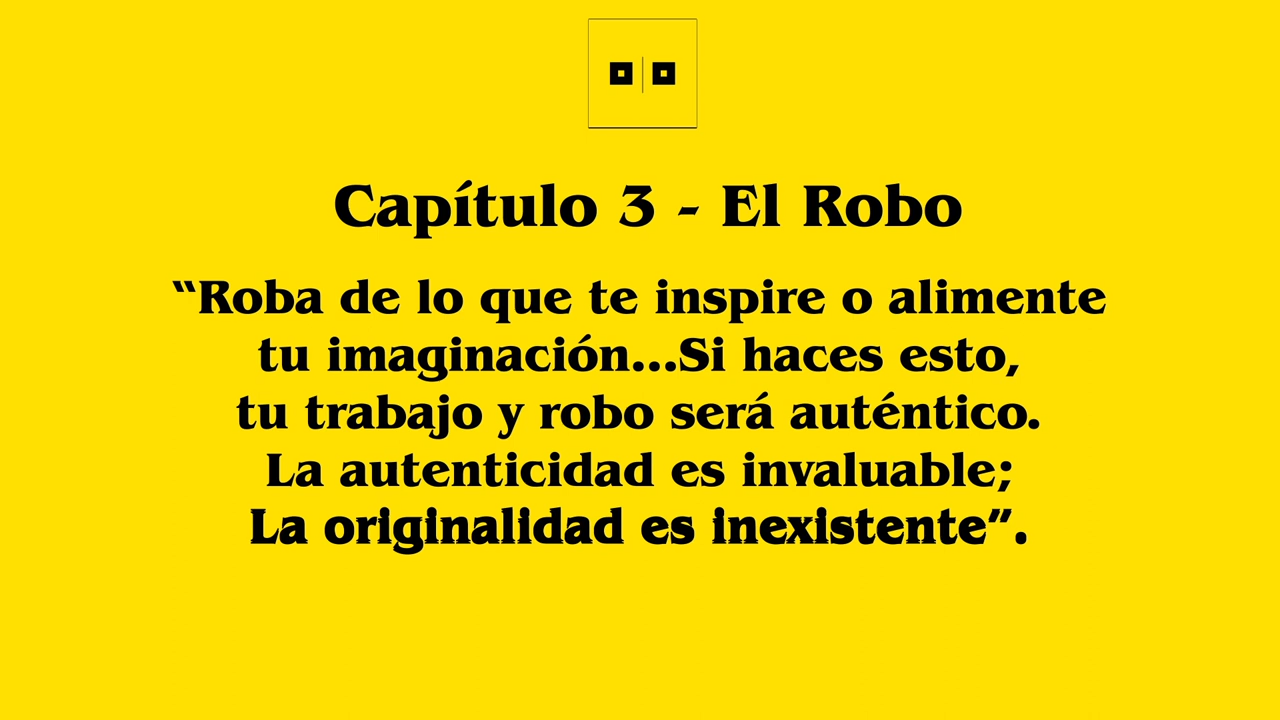 Capítulo 3 - El Robo
“Roba de lo que te inspire o alimente
tu imaginación...Si haces esto,
tu trabajo y robo será auténtico.
La autenticidad es invaluable;
La originalidad es inexistente”.